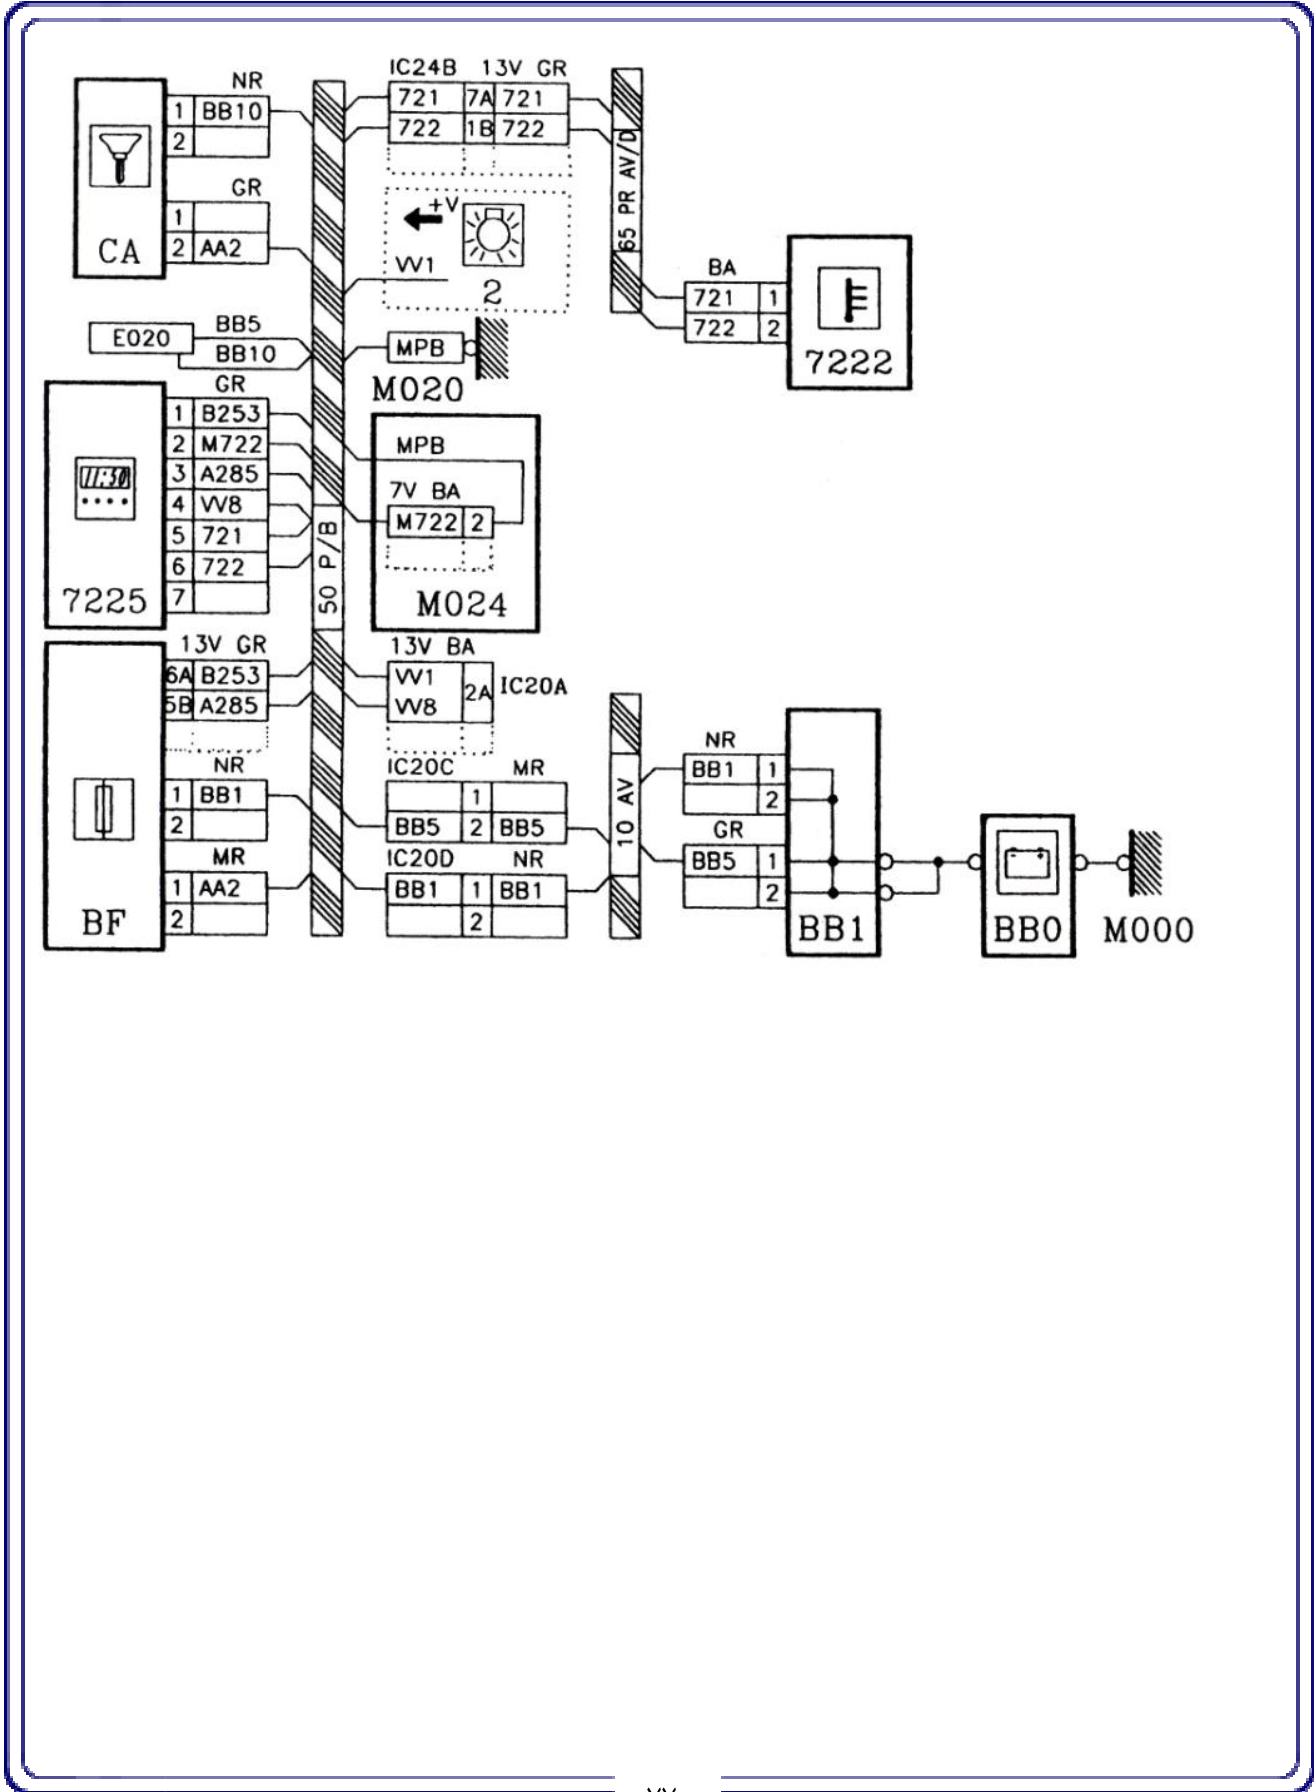 IC24B 13V GR
NR
721 7A 721
1 BB10
722 1B 722
2
65 PR AV/D
GR
+V
1
2 AA2
CA
VV1
2
BA
721 1
722 2
7222
E020
BB5
BB10
MPB
M020
GR
1 B253
2 M722
3 A285
4 VV8
5 721
6 722
7
7225
11:30
50 P/B
MPB
7V BA
M722 2
M024
13V GR
6A B253
5B A285
13V BA
VV1
VV8
2A
IC20A
NR
1 BB1
2
MR
1 AA2
2
BF
IC20C MR
1
BB5 2 BB5
IC20D NR
BB1 1 BB1
2
10 AV
NR
BB1 1
2
GR
BB5 1
2
BB1
BB0
M000